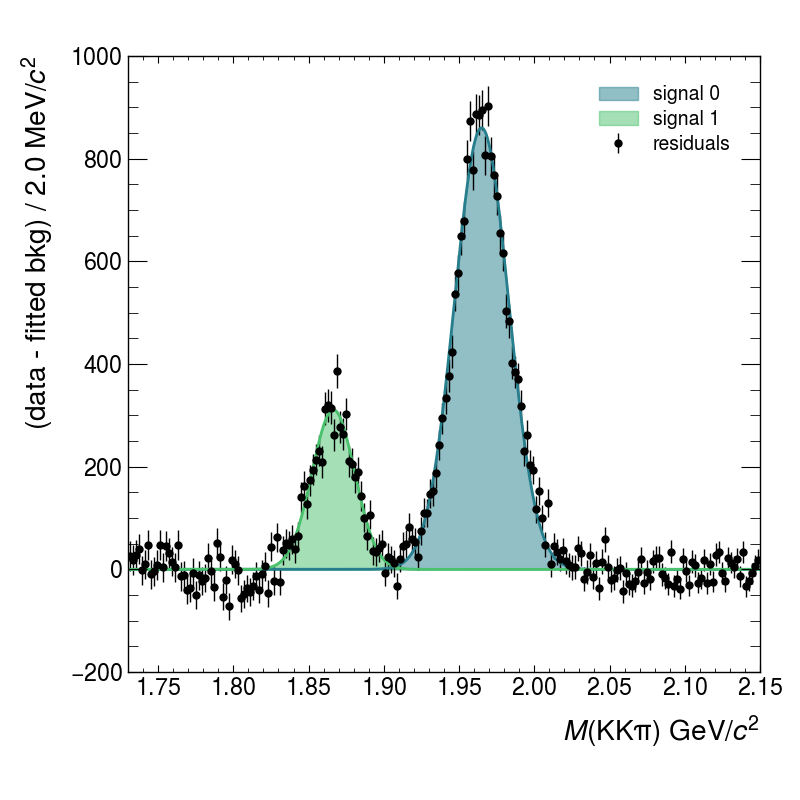 (data - fitted bkg) / 2.0 MeV/c²
1000
800
600
400
200
0
−200
signal 0
signal 1
residuals
1.75 1.80 1.85 1.90 1.95 2.00 2.05 2.10 2.15
M(KKπ) GeV/c²